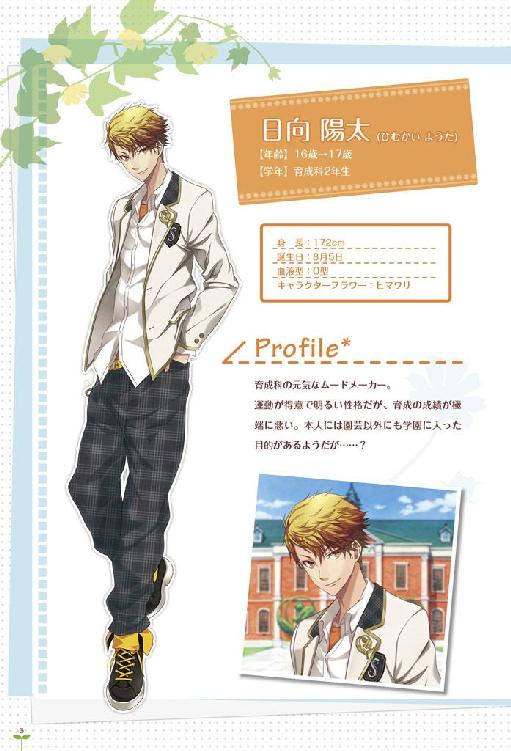 日向 陽太 (ひむかい ようた)
【年齢】16歳→17歳
【学年】育成科2年生
身　長：172cm
誕生日：8月5日
血液型：O型
キャラクターフラワー：ヒマワリ
Profile*
育成科の元気なムードメーカー。
運動が得意で明るい性格だが、育成の成績が極
端に悪い。本人には園芸以外にも学園に入った
目的があるようだが……？
3